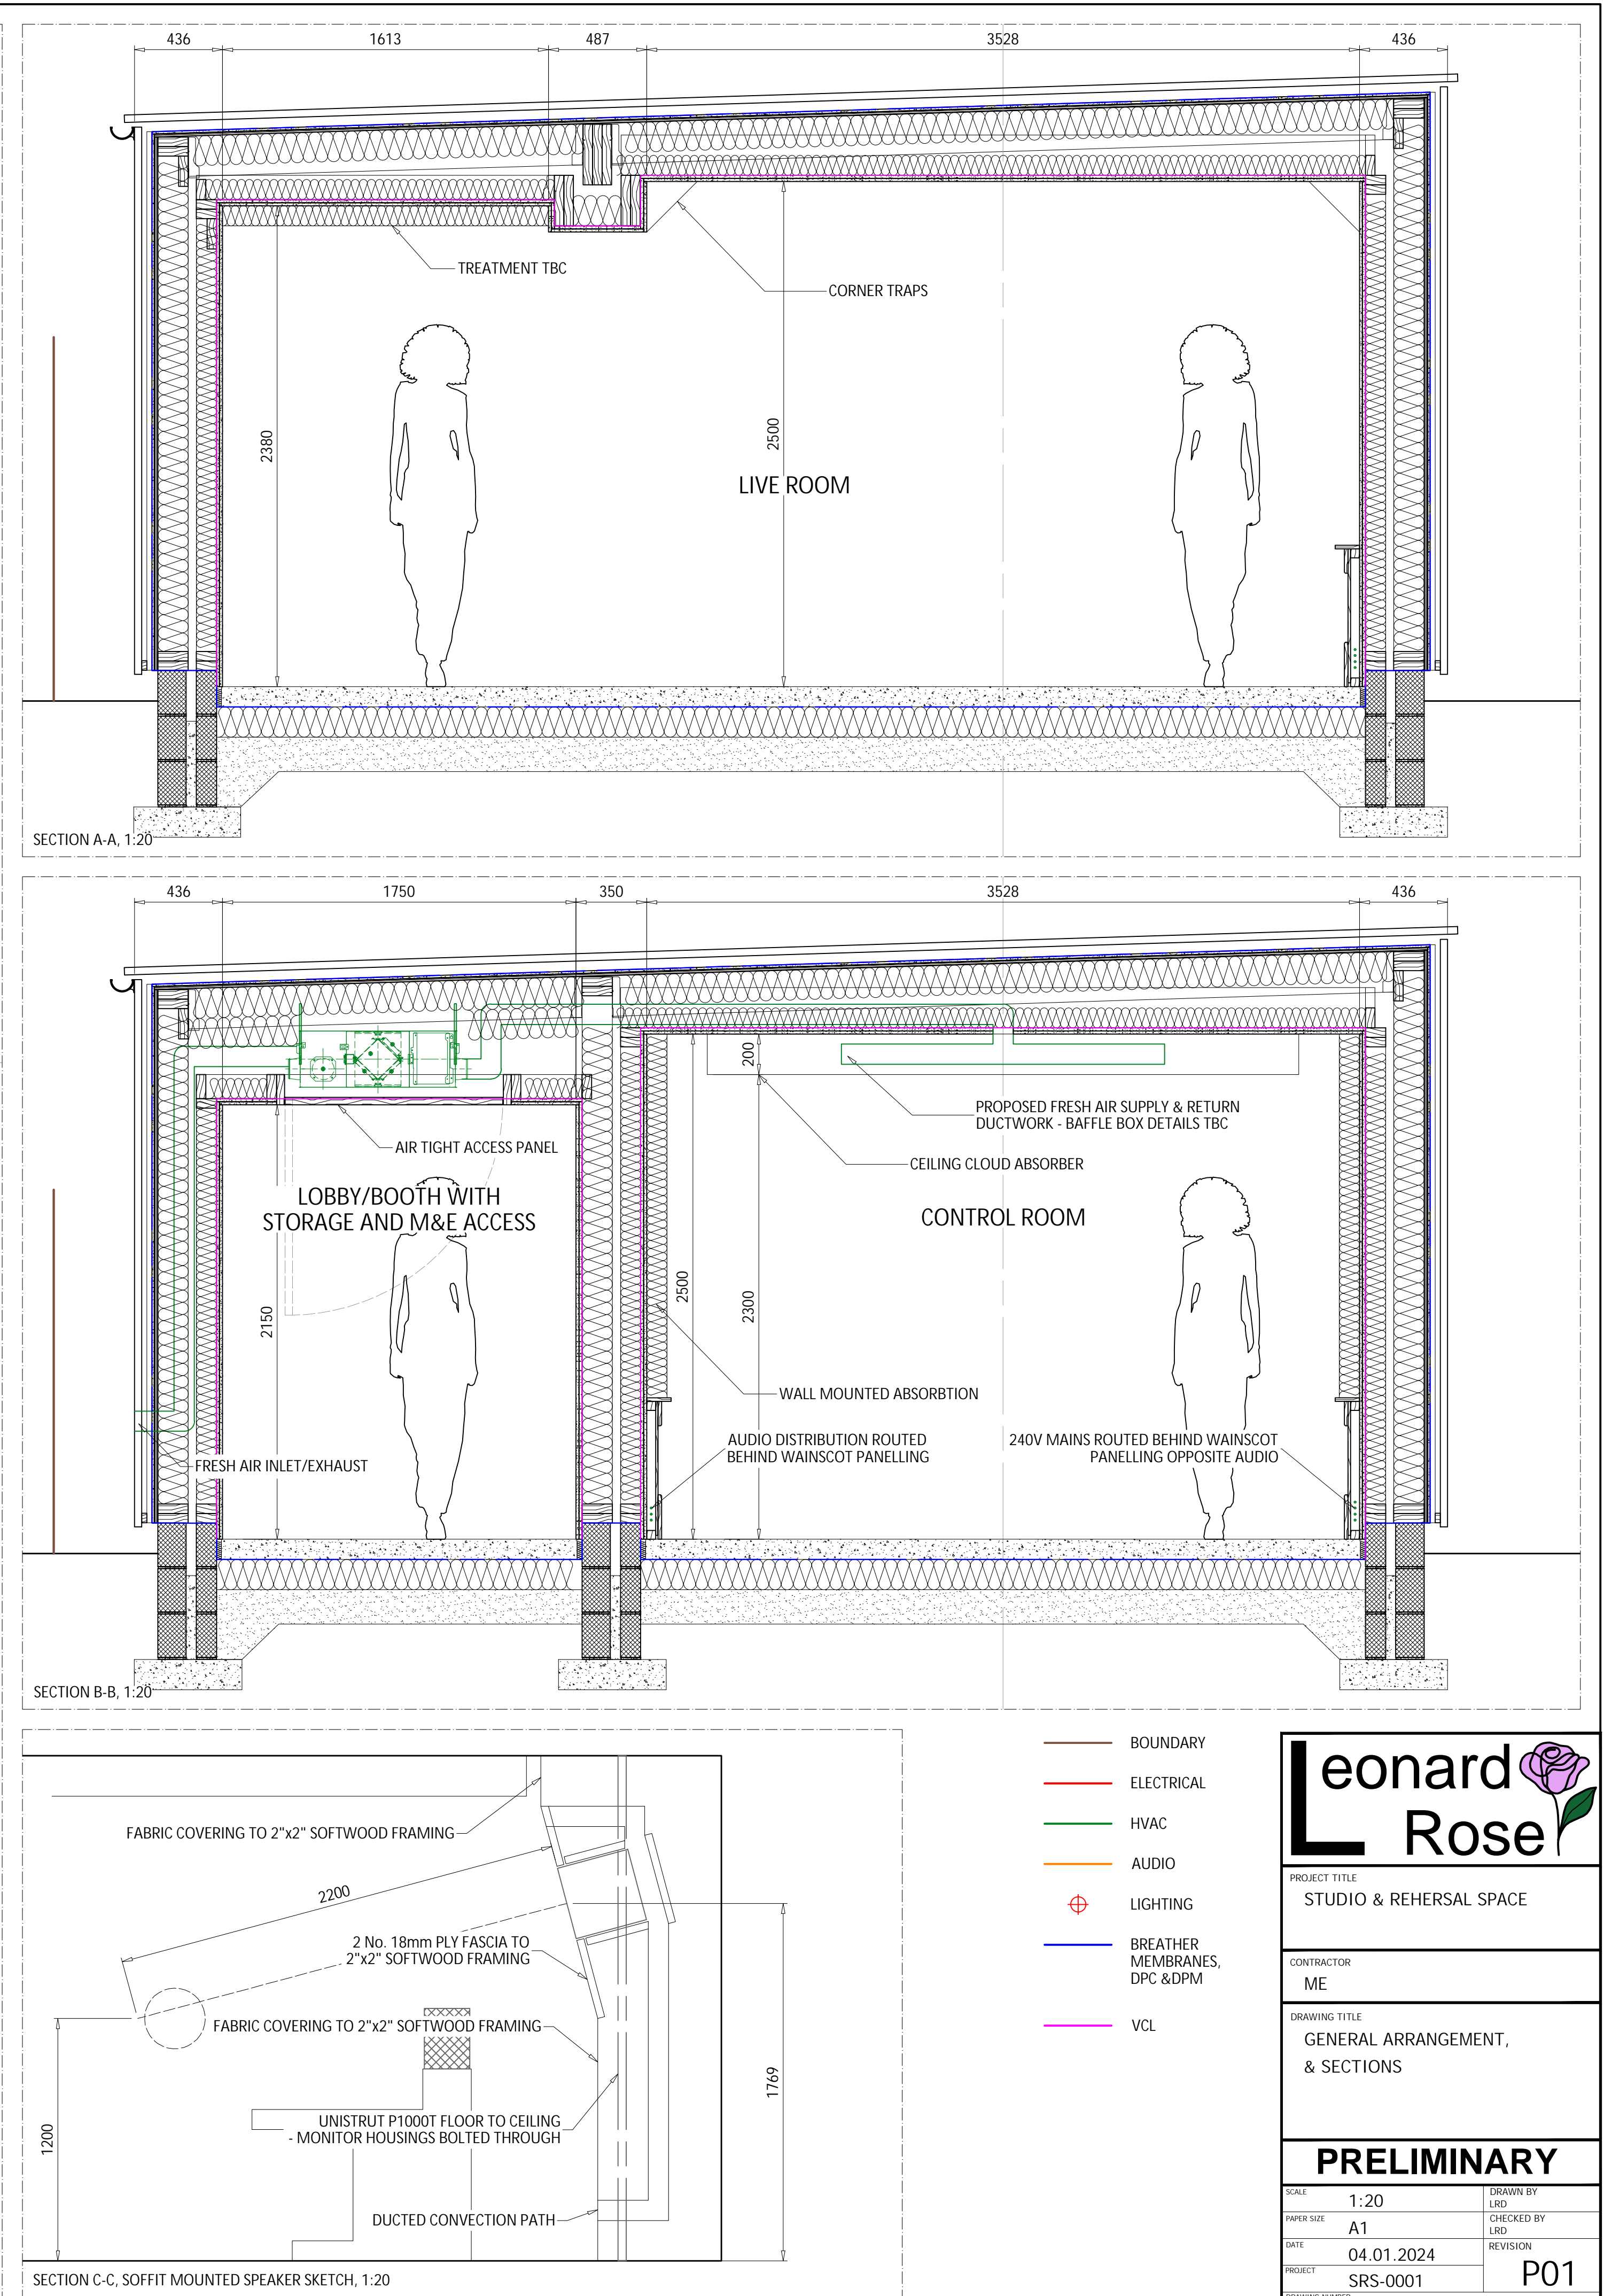 436
1613
487
3528
436
TREATMENT TBC
CORNER TRAPS
2380
2500
LIVE ROOM
SECTION A-A, 1:20
436
1750
350
3528
436
200
PROPOSED FRESH AIR SUPPLY & RETURN
DUCTWORK - BAFFLE BOX DETAILS TBC
AIR TIGHT ACCESS PANEL
CEILING CLOUD ABSORBER
LOBBY/BOOTH WITH
STORAGE AND M&E ACCESS
CONTROL ROOM
2150
2500
2300
WALL MOUNTED ABSORBTION
AUDIO DISTRIBUTION ROUTED
BEHIND WAINSCOT PANELLING
240V MAINS ROUTED BEHIND WAINSCOT
PANELLING OPPOSITE AUDIO
FRESH AIR INLET/EXHAUST
SECTION B-B, 1:20
FABRIC COVERING TO 2"x2" SOFTWOOD FRAMING
2200
2 No. 18mm PLY FASCIA TO
2"x2" SOFTWOOD FRAMING
FABRIC COVERING TO 2"x2" SOFTWOOD FRAMING
1769
1200
UNISTRUT P1000T FLOOR TO CEILING
- MONITOR HOUSINGS BOLTED THROUGH
DUCTED CONVECTION PATH
SECTION C-C, SOFFIT MOUNTED SPEAKER SKETCH, 1:20
BOUNDARY
ELECTRICAL
HVAC
AUDIO
LIGHTING
BREATHER
MEMBRANES,
DPC &DPM
VCL
Leonard
Rose
PROJECT TITLE
STUDIO & REHERSAL SPACE
CONTRACTOR
ME
DRAWING TITLE
GENERAL ARRANGEMENT,
& SECTIONS
PRELIMINARY
SCALE
1:20
DRAWN BY
LRD
PAPER SIZE
A1
CHECKED BY
LRD
DATE
04.01.2024
REVISION
P01
PROJECT
SRS-0001